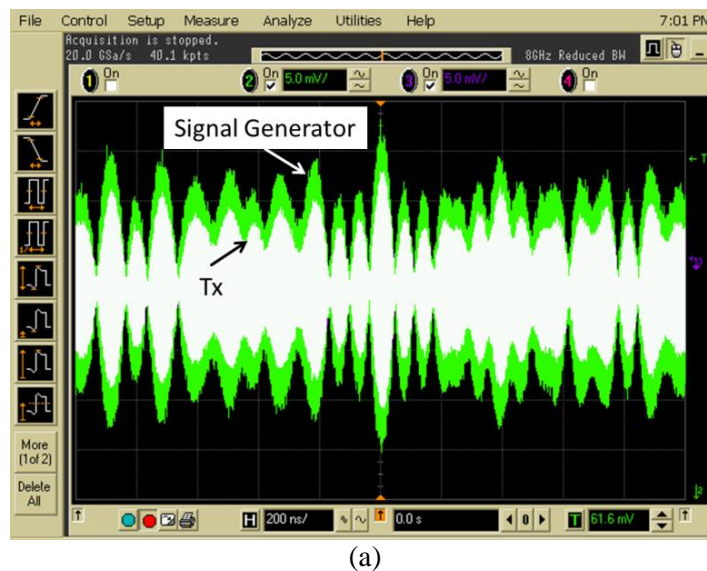 File Control Setup Measure Analyze Utilities Help 7:01 PM
Acquisition is stopped.
20.0 GSa/s 40.1 kpts 8GHz Reduced BW
1 On 2 On 5.0 mV/ 3 On 5.0 mV/ 4 On
Signal Generator
T
Tx
More
(1 of 2)
Delete
All
H 200 ns/ 0.0 s 0 T 61.6 mV
(a)